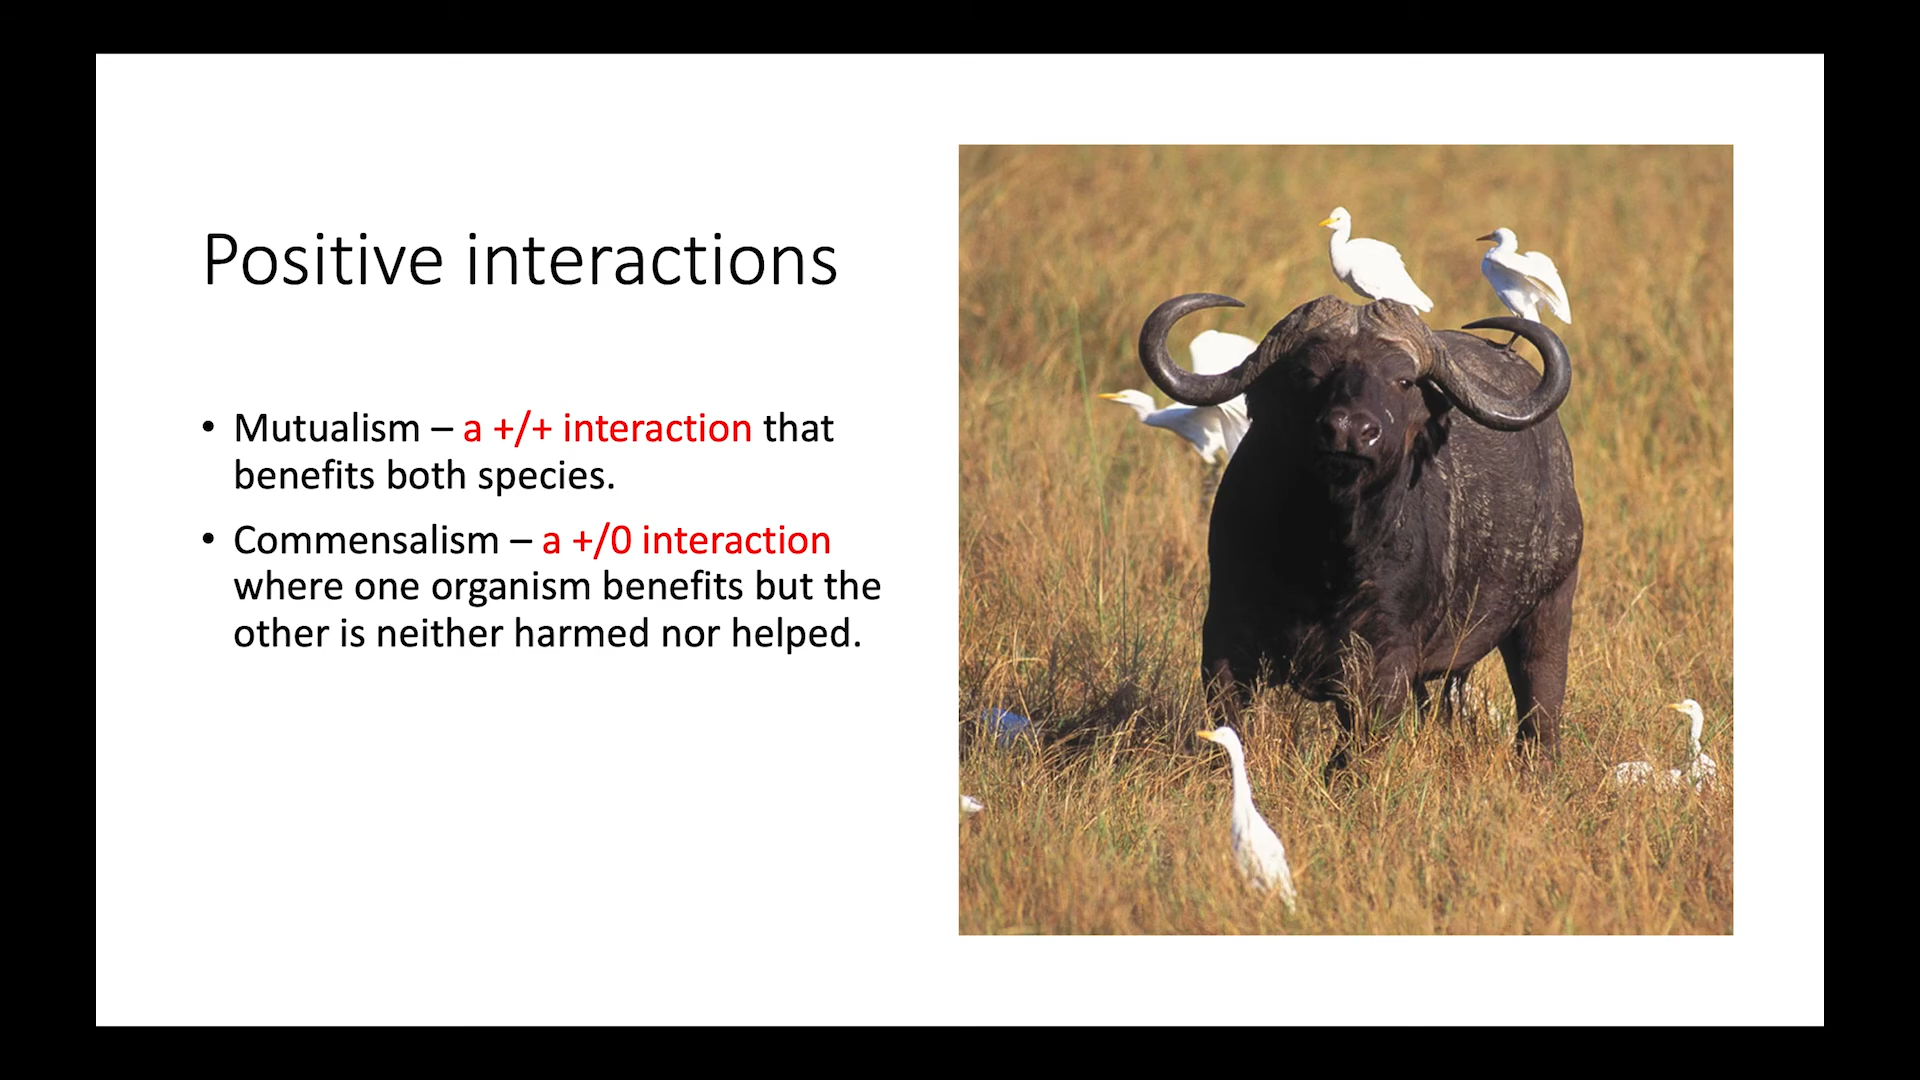 Positive interactions
• Mutualism – a +/+ interaction that
benefits both species.
• Commensalism – a +/0 interaction
where one organism benefits but the
other is neither harmed nor helped.